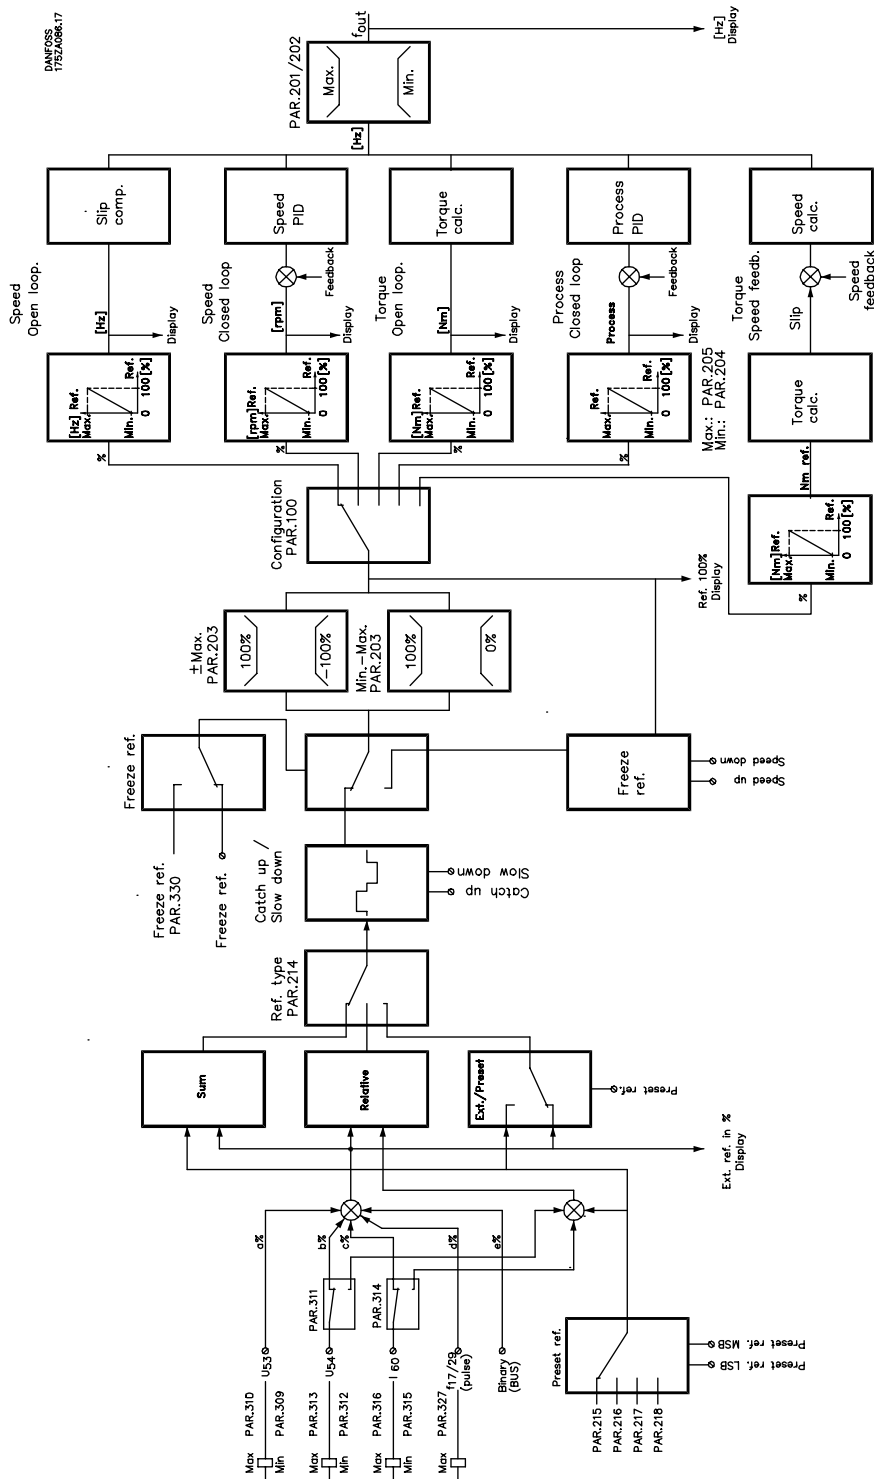 DANFOSS
175ZA086.17
Max PAR.310
Min PAR.309
U53
a%
Max PAR.313
Min PAR.312
U54
PAR.311
b%
Max PAR.316
Min PAR.315
I 60
PAR.314
c%
Max PAR.327
Min
f17/29
(pulse)
d%
Binary
(BUS)
e%
PAR.215
PAR.216
PAR.217
PAR.218
Preset ref.
Preset ref. LSB
Preset ref. MSB
Ext. ref. in %
Display
Sum
Relative
Ext./Preset
Preset ref.
Ref. type
PAR.214
Catch up /
Slow down
Catch up
Slow down
Freeze ref.
PAR.330
Freeze ref.
Freeze ref.
Freeze
ref.
Speed up
Speed down
±Max.
PAR.203
100%
-100%
Min.-Max.
PAR.203
100%
0%
Ref. 100%
Display
Configuration
PAR.100
Speed
Open loop.
%
[Hz] Ref.
Max.
Min.
Ref.
0 100[%]
[Hz]
Display
Slip
comp.
Speed
Closed loop
%
[rpm]Ref.
Max.
Min.
Ref.
0 100[%]
[rpm]
Display
Feedback
Speed
PID
Torque
Open loop.
%
[Nm] Ref.
Max.
Min.
Ref.
0 100[%]
[Nm]
Display
Torque
calc.
Process
Closed loop
%
Ref.
Max.
Min.
Ref.
0 100[%]
Process
Display
Feedback
Process
PID
Max.: PAR.205
Min.: PAR.204
Torque
Speed feedb.
%
[Nm]Ref.
Max.
Min.
Ref.
0 100[%]
Nm ref.
Torque
calc.
Slip
Speed
feedback
Speed
calc.
[Hz]
PAR.201/202
Max.
Min.
fout
[Hz]
Display